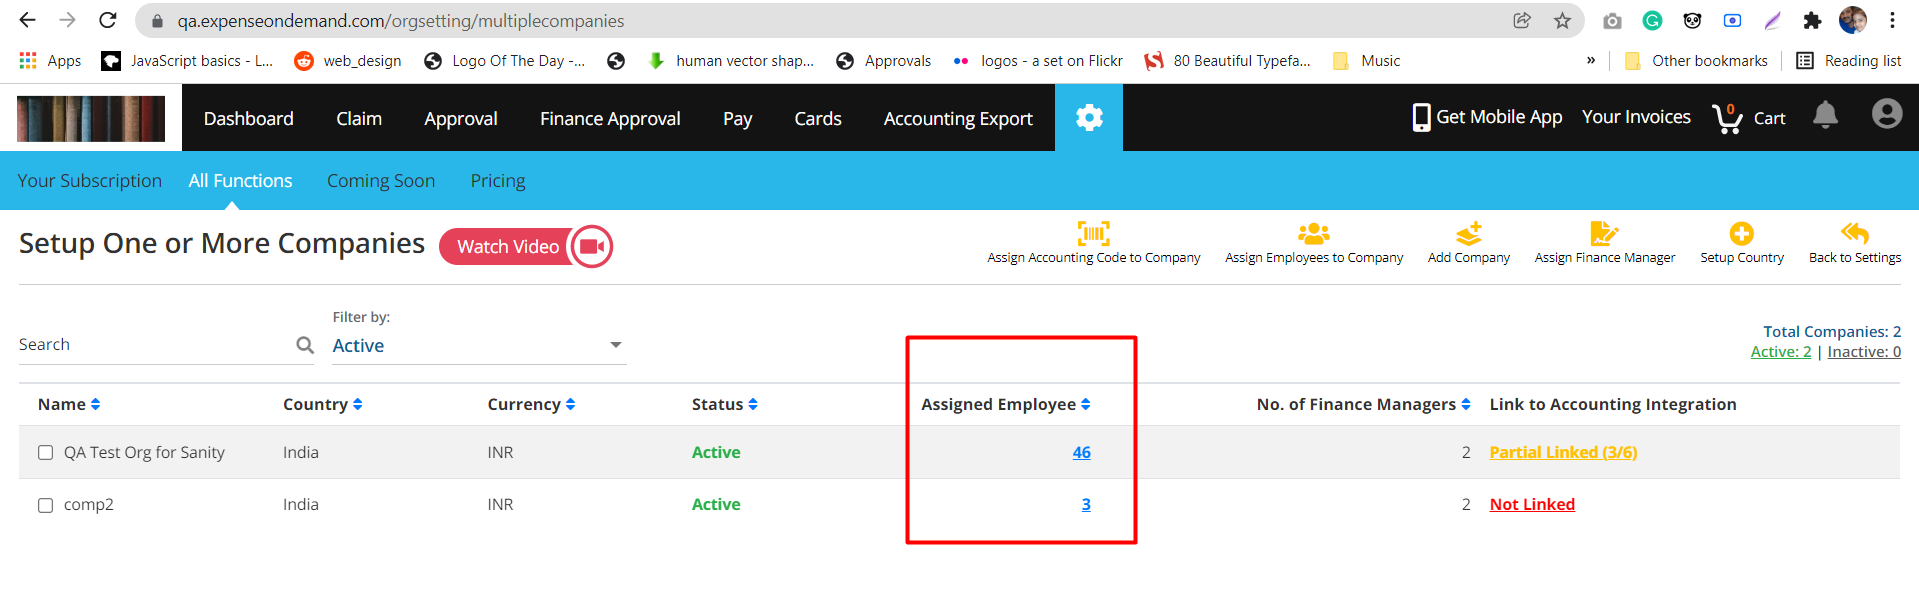 qa.expenseondemand.com/orgsetting/multiplecompanies
Apps JavaScript basics - L... web_design Logo Of The Day -... human vector shap... Approvals logos - a set on Flickr 80 Beautiful Typefa... Music » Other bookmarks Reading list
Dashboard Claim Approval Finance Approval Pay Cards Accounting Export Get Mobile App Your Invoices 0 Cart
Your Subscription All Functions Coming Soon Pricing
Setup One or More Companies Watch Video
Assign Accounting Code to Company Assign Employees to Company Add Company Assign Finance Manager Setup Country Back to Settings
Filter by:
Search Active
Total Companies: 2
Active: 2 | Inactive: 0
Name Country Currency Status Assigned Employee No. of Finance Managers Link to Accounting Integration
QA Test Org for Sanity India INR Active 46 2 Partial Linked (3/6)
comp2 India INR Active 3 2 Not Linked